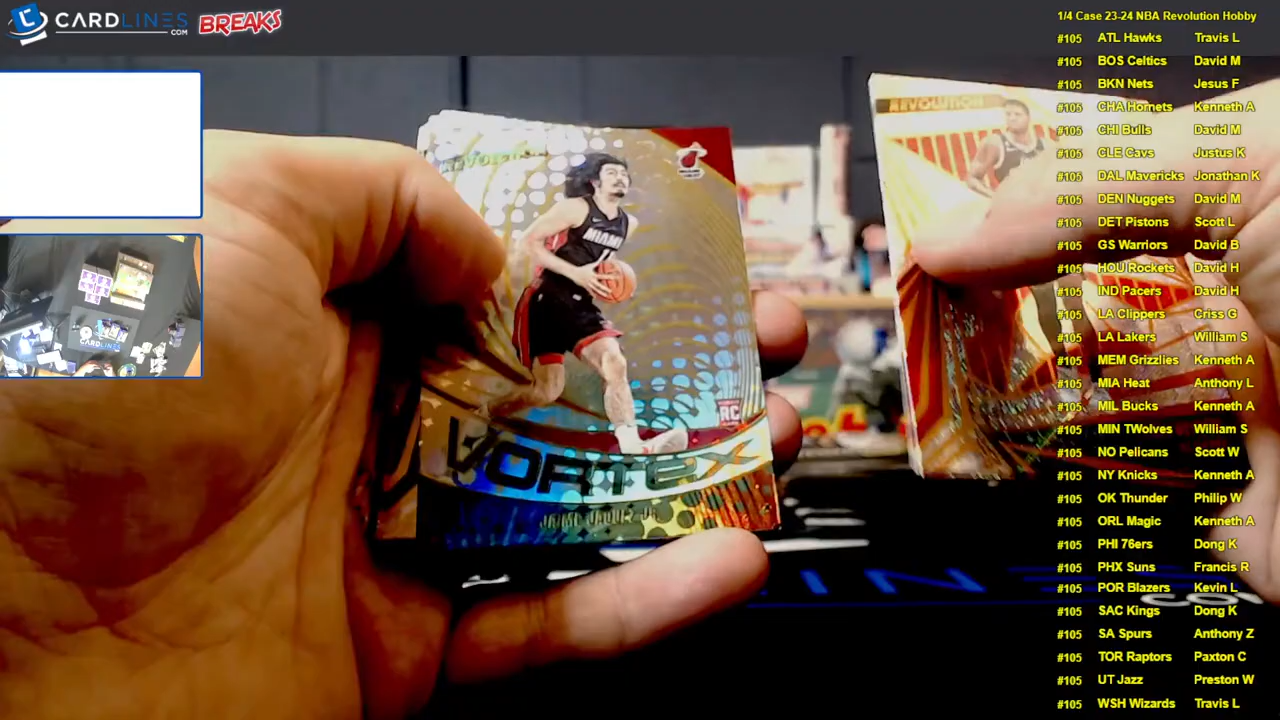 CARDLINES
.COM
BREAKS
1/4 Case 23-24 NBA Revolution Hobby
#105 ATL Hawks Travis L
#105 BOS Celtics David M
#105 BKN Nets Jesus F
#105 CHA Hornets Kenneth A
#105 CHI Bulls David M
#105 CLE Cavs Justus K
#105 DAL Mavericks Jonathan K
#105 DEN Nuggets David M
#105 DET Pistons Scott L
#105 GS Warriors David B
#105 HOU Rockets David H
#105 IND Pacers David H
#105 LA Clippers Criss G
#105 LA Lakers William S
#105 MEM Grizzlies Kenneth A
#105 MIA Heat Anthony L
#105 MIL Bucks Kenneth A
#105 MIN TWolves William S
#105 NO Pelicans Scott W
#105 NY Knicks Kenneth A
#105 OK Thunder Philip W
#105 ORL Magic Kenneth A
#105 PHI 76ers Dong K
#105 PHX Suns Francis R
#105 POR Blazers Kevin L
#105 SAC Kings Dong K
#105 SA Spurs Anthony Z
#105 TOR Raptors Paxton C
#105 UT Jazz Preston W
#105 WSH Wizards Travis L
REVOLUTION
REVOLUTION
MIAMI
RC
VORTEX
JAIME JAQUEZ JR.
CARDLINES